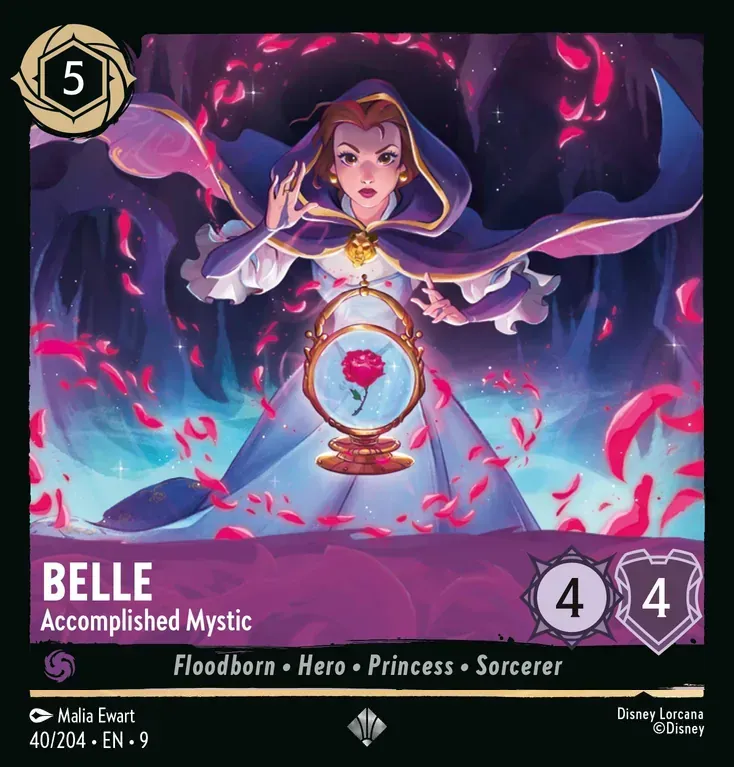 5
BELLE
Accomplished Mystic
4 4
Floodborn • Hero • Princess • Sorcerer
Malia Ewart
40/204 • EN • 9
Disney Lorcana
©Disney